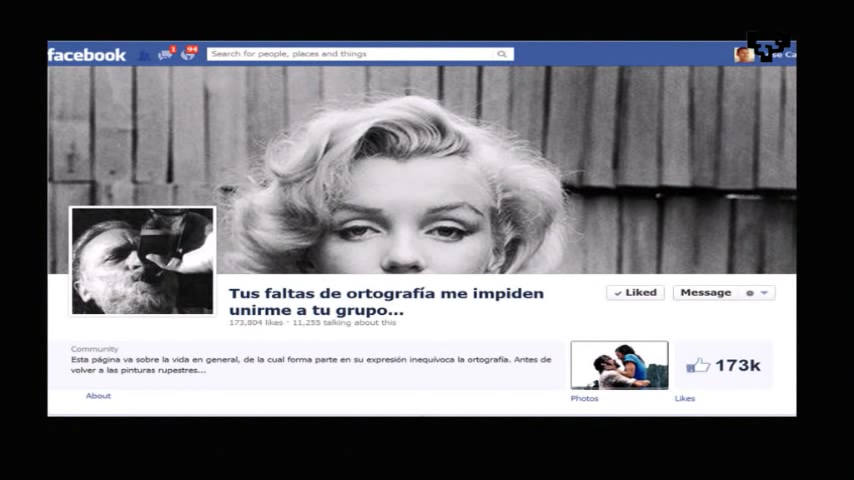 facebook
1
94
Search for people, places and things
se Ca
Tus faltas de ortografía me impiden
unirme a tu grupo...
Liked
Message
173,804 likes · 11,255 talking about this
Community
Esta página va sobre la vida en general, de la cual forma parte en su expresión inequívoca la ortografía. Antes de
volver a las pinturas rupestres...
173k
About
Photos
Likes